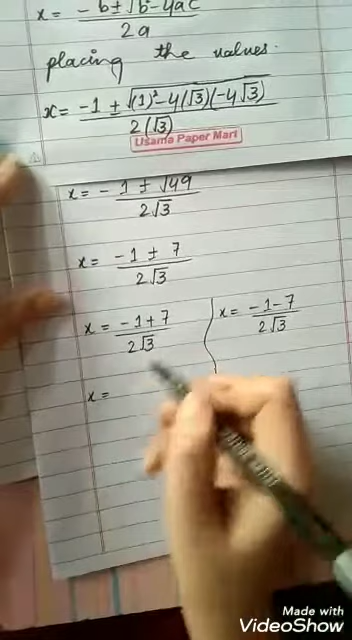 x = -b ± √b² - 4ac / 2a
placing the values.
x = -1 ± √(1)² - 4(√3)(-4√3) / 2(√3)
Usama Paper Mart
x = -1 ± √49 / 2√3
x = -1 ± 7 / 2√3
x = -1 + 7 / 2√3
x = -1 - 7 / 2√3
x =
Made with
VideoShow